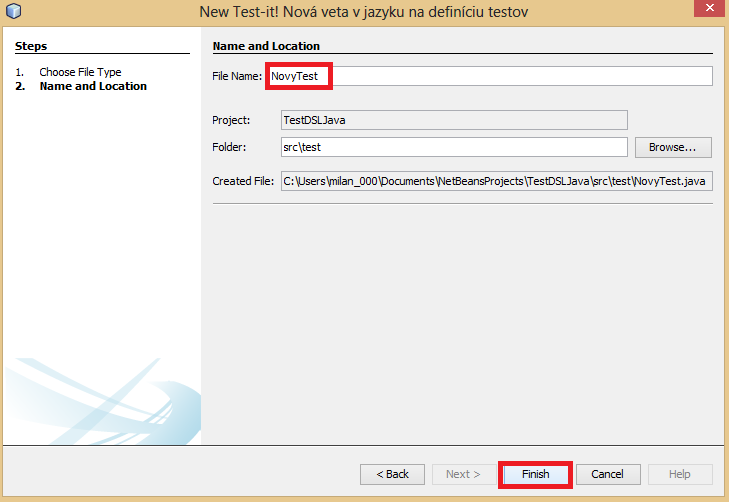 New Test-it! Nová veta v jazyku na definíciu testov
Steps
1. Choose File Type
2. Name and Location
Name and Location
File Name: NovyTest
Project: TestDSLJava
Folder: src\test Browse...
Created File: C:\Users\milan_000\Documents\NetBeansProjects\TestDSLJava\src\test\NovyTest.java
< Back Next > Finish Cancel Help